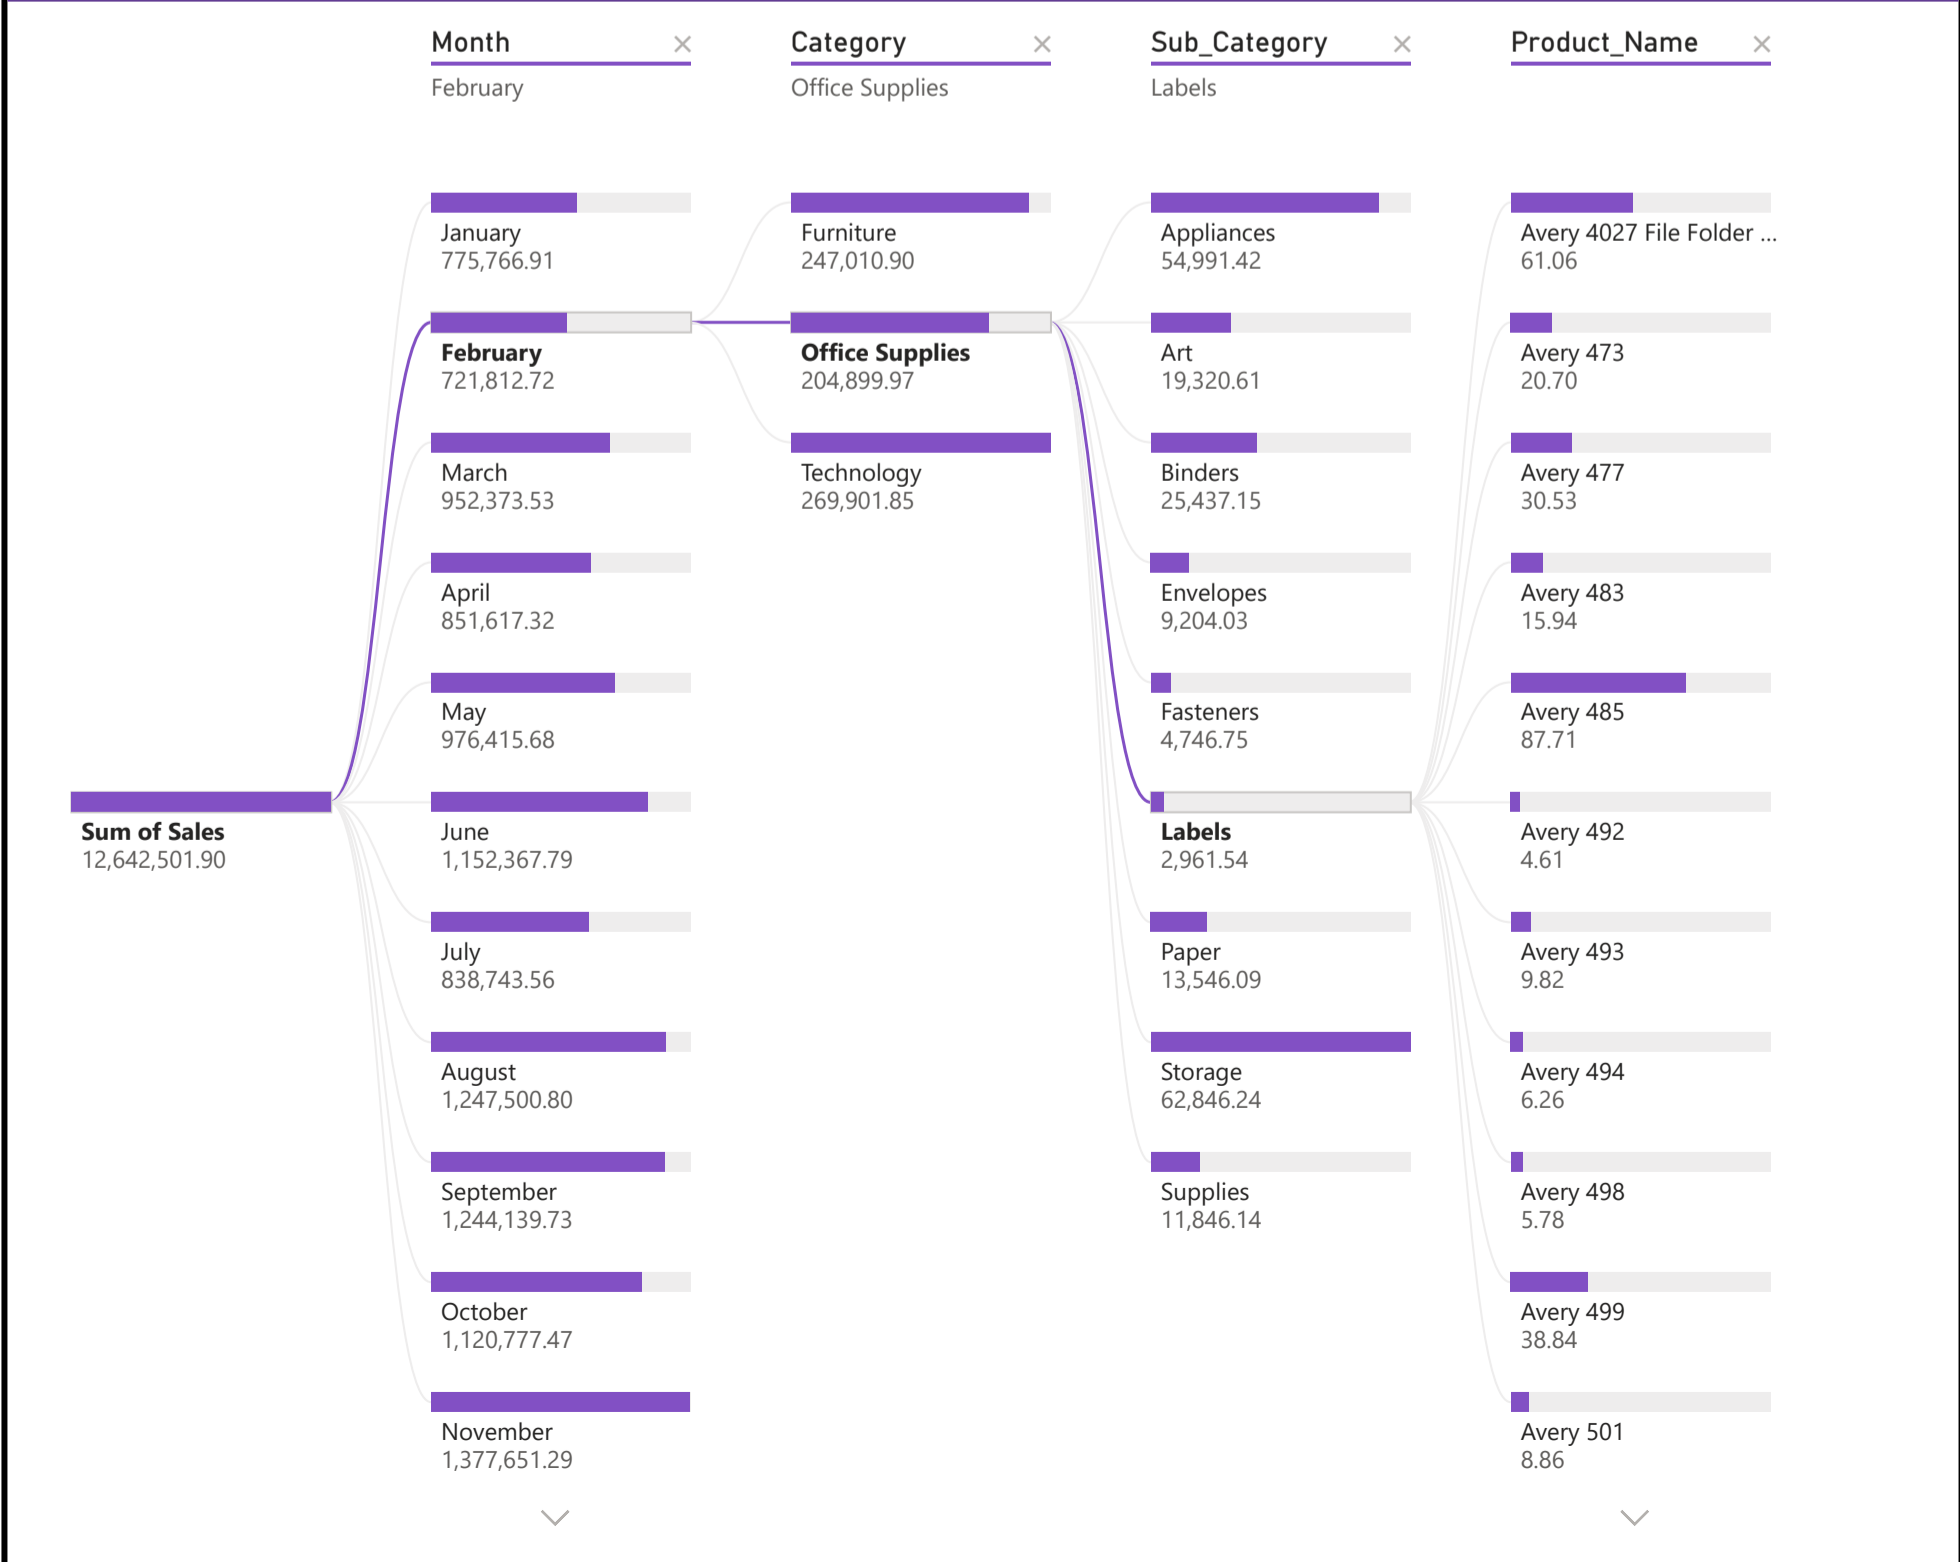 Month
February
Category
Office Supplies
Sub_Category
Labels
Product_Name
Sum of Sales
12,642,501.90
January
775,766.91
February
721,812.72
March
952,373.53
April
851,617.32
May
976,415.68
June
1,152,367.79
July
838,743.56
August
1,247,500.80
September
1,244,139.73
October
1,120,777.47
November
1,377,651.29
Furniture
247,010.90
Office Supplies
204,899.97
Technology
269,901.85
Appliances
54,991.42
Art
19,320.61
Binders
25,437.15
Envelopes
9,204.03
Fasteners
4,746.75
Labels
2,961.54
Paper
13,546.09
Storage
62,846.24
Supplies
11,846.14
Avery 4027 File Folder ...
61.06
Avery 473
20.70
Avery 477
30.53
Avery 483
15.94
Avery 485
87.71
Avery 492
4.61
Avery 493
9.82
Avery 494
6.26
Avery 498
5.78
Avery 499
38.84
Avery 501
8.86